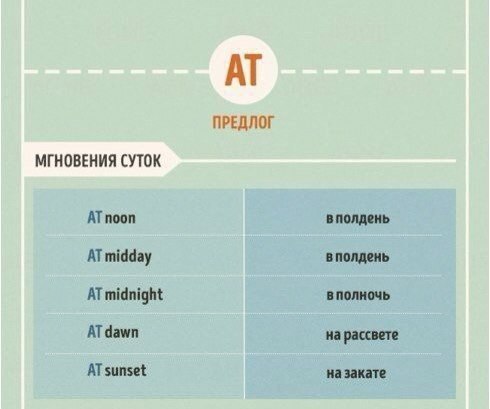 AT
ПРЕДЛОГ
МГНОВЕНИЯ СУТОК
AT noon в полдень
AT midday в полдень
AT midnight в полночь
AT dawn на рассвете
AT sunset на закате